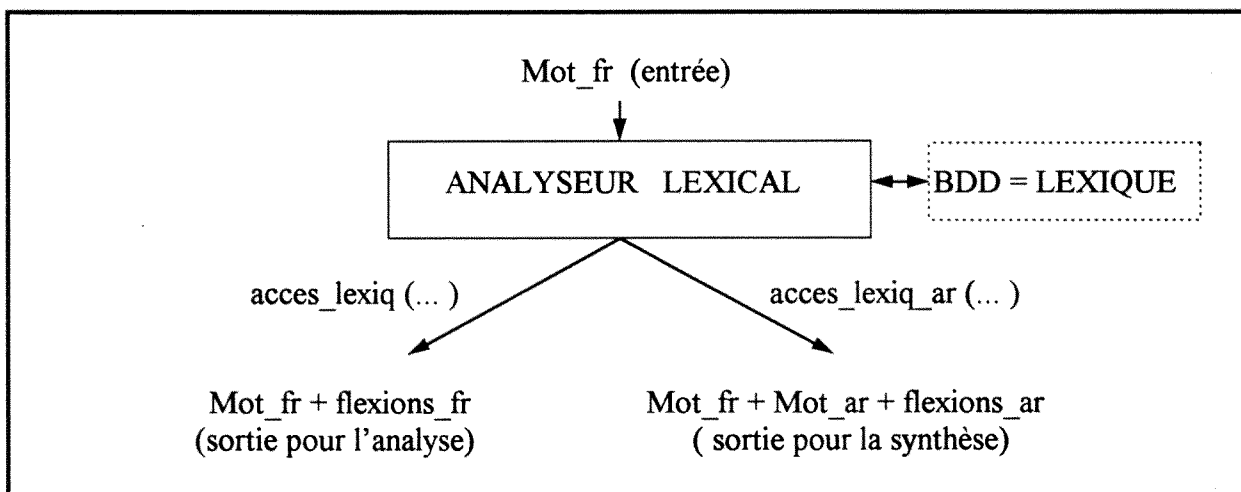 Mot_fr (entrée)
ANALYSEUR LEXICAL
BDD = LEXIQUE
acces_lexiq (... )
acces_lexiq_ar (... )
Mot_fr + flexions_fr
(sortie pour l'analyse)
Mot_fr + Mot_ar + flexions_ar
( sortie pour la synthèse)